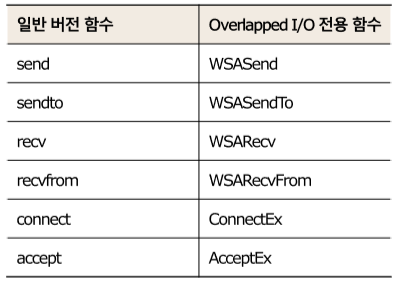 일반 버전 함수 Overlapped I/O 전용 함수
send WSASend
sendto WSASendTo
recv WSARecv
recvfrom WSARecvFrom
connect ConnectEx
accept AcceptEx